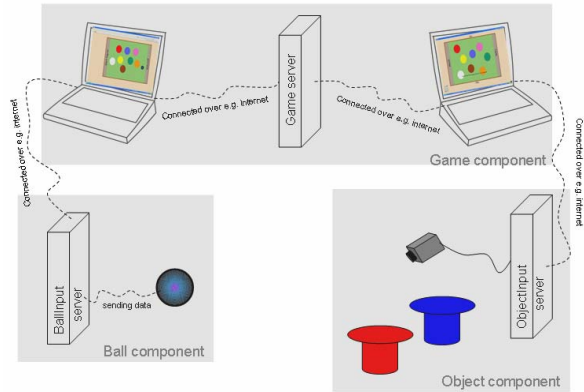 Connected over e.g. Internet
Game server
Connected over e.g. Internet
Game component
Connected over e.g. internet
Connected over e.g. internet
BallInput
server
sending data
Ball component
ObjectInput
server
Object component